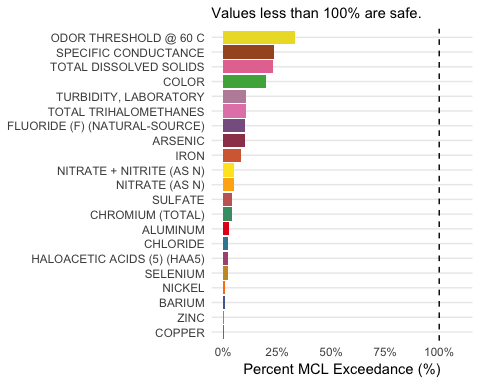 Values less than 100% are safe.
ODOR THRESHOLD @ 60 C
SPECIFIC CONDUCTANCE
TOTAL DISSOLVED SOLIDS
COLOR
TURBIDITY, LABORATORY
TOTAL TRIHALOMETHANES
FLUORIDE (F) (NATURAL-SOURCE)
ARSENIC
IRON
NITRATE + NITRITE (AS N)
NITRATE (AS N)
SULFATE
CHROMIUM (TOTAL)
ALUMINUM
CHLORIDE
HALOACETIC ACIDS (5) (HAA5)
SELENIUM
NICKEL
BARIUM
ZINC
COPPER
0% 25% 50% 75% 100%
Percent MCL Exceedance (%)